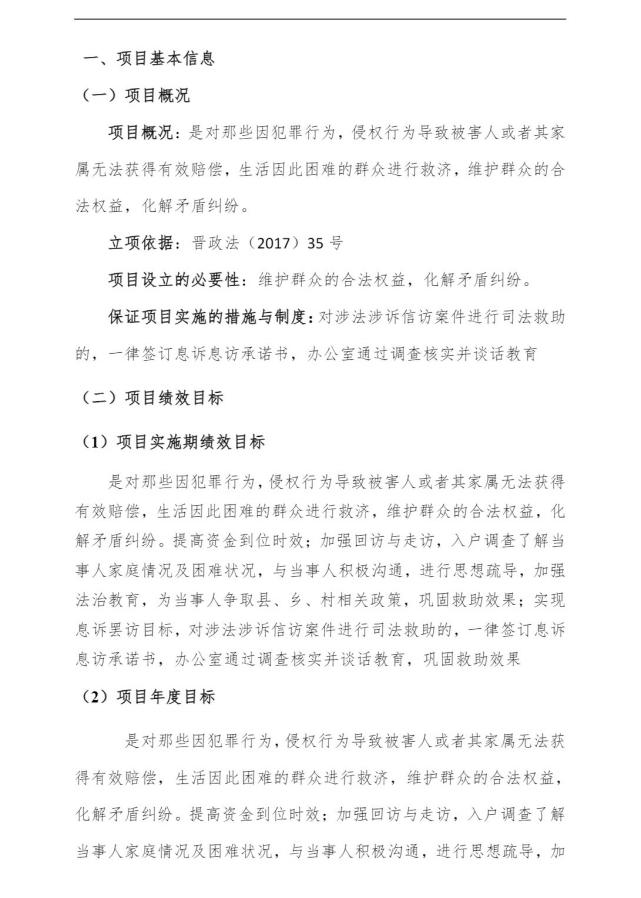 一、项目基本信息
（一）项目概况
项目概况：是对那些因犯罪行为，侵权行为导致被害人或者其家
属无法获得有效赔偿，生活因此困难的群众进行救济，维护群众的合
法权益，化解矛盾纠纷。
立项依据：晋政法（2017）35 号
项目设立的必要性：维护群众的合法权益，化解矛盾纠纷。
保证项目实施的措施与制度：对涉法涉诉信访案件进行司法救助
的，一律签订息诉息访承诺书，办公室通过调查核实并谈话教育
（二）项目绩效目标
（1）项目实施期绩效目标
是对那些因犯罪行为，侵权行为导致被害人或者其家属无法获得
有效赔偿，生活因此困难的群众进行救济，维护群众的合法权益，化
解矛盾纠纷。提高资金到位时效；加强回访与走访，入户调查了解当
事人家庭情况及困难状况，与当事人积极沟通，进行思想疏导，加强
法治教育，为当事人争取县、乡、村相关政策，巩固救助效果；实现
息诉罢访目标，对涉法涉诉信访案件进行司法救助的，一律签订息诉
息访承诺书，办公室通过调查核实并谈话教育，巩固救助效果
（2）项目年度目标
是对那些因犯罪行为，侵权行为导致被害人或者其家属无法获
得有效赔偿，生活因此困难的群众进行救济，维护群众的合法权益，
化解矛盾纠纷。提高资金到位时效；加强回访与走访，入户调查了解
当事人家庭情况及困难状况，与当事人积极沟通，进行思想疏导，加